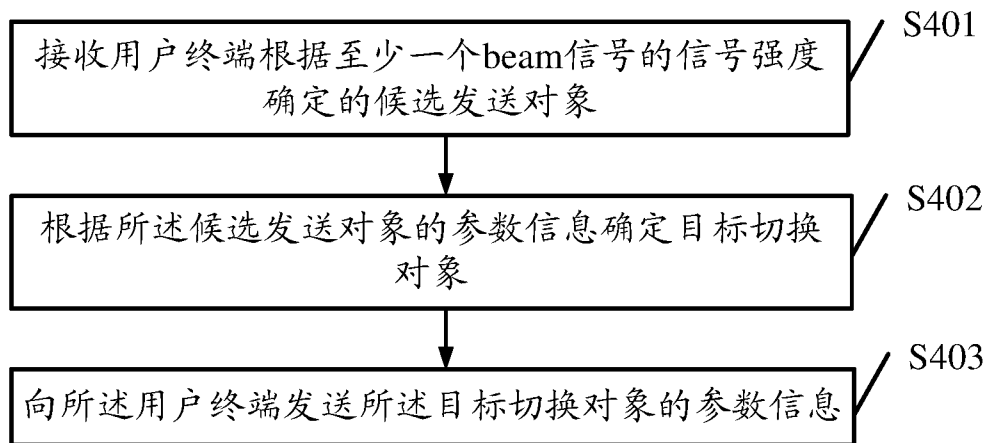 接收用户终端根据至少一个beam信号的信号强度
确定的候选发送对象
S401
根据所述候选发送对象的参数信息确定目标切换
对象
S402
向所述用户终端发送所述目标切换对象的参数信息
S403